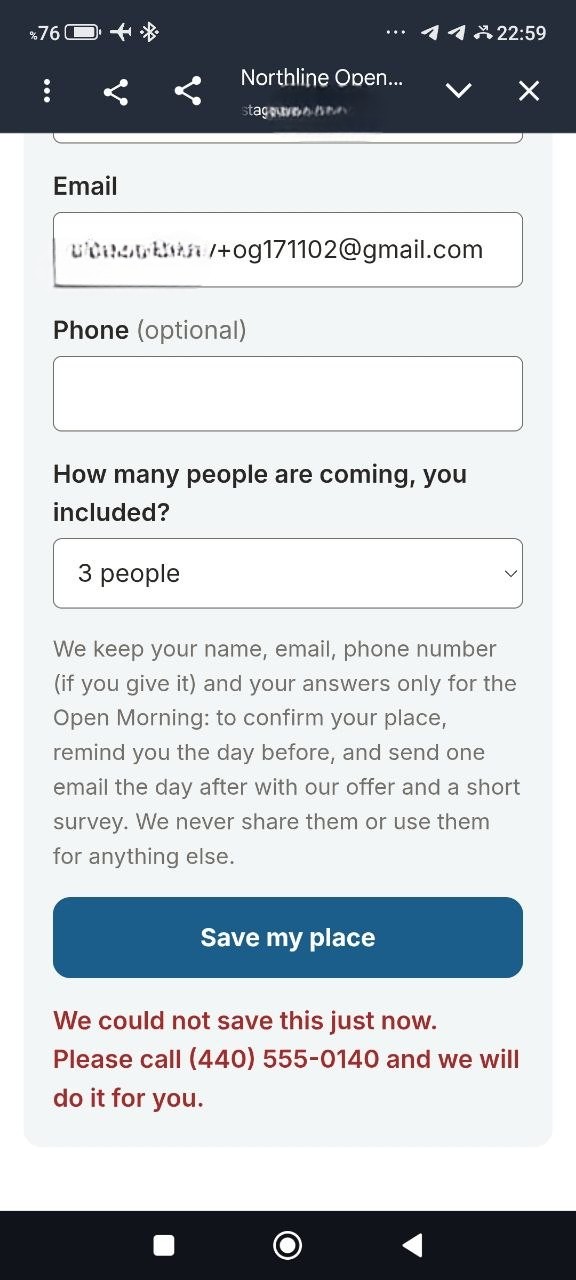 %76
22:59
Northline Open...
Email
/+og171102@gmail.com
Phone (optional)
How many people are coming, you
included?
3 people
We keep your name, email, phone number
(if you give it) and your answers only for the
Open Morning: to confirm your place,
remind you the day before, and send one
email the day after with our offer and a short
survey. We never share them or use them
for anything else.
Save my place
We could not save this just now.
Please call (440) 555-0140 and we will
do it for you.